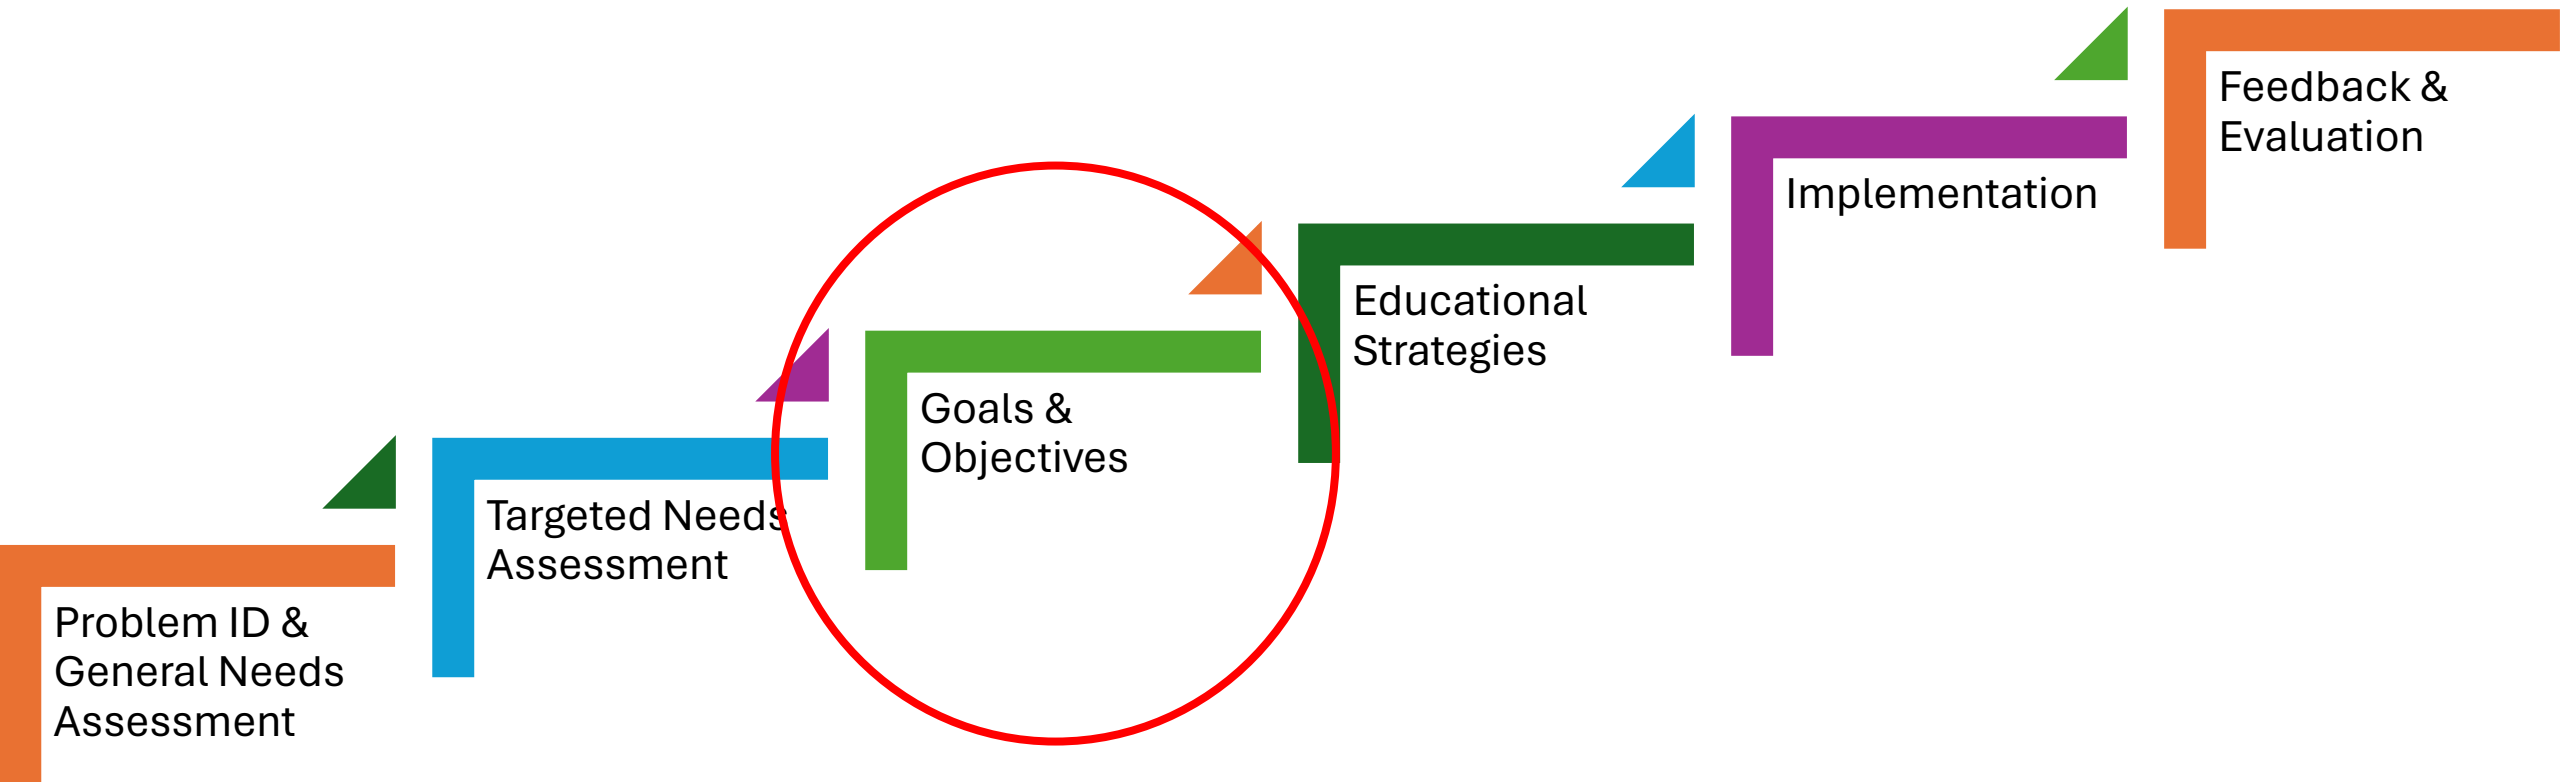 Problem ID &
General Needs
Assessment
Targeted Needs
Assessment
Goals &
Objectives
Educational
Strategies
Implementation
Feedback &
Evaluation